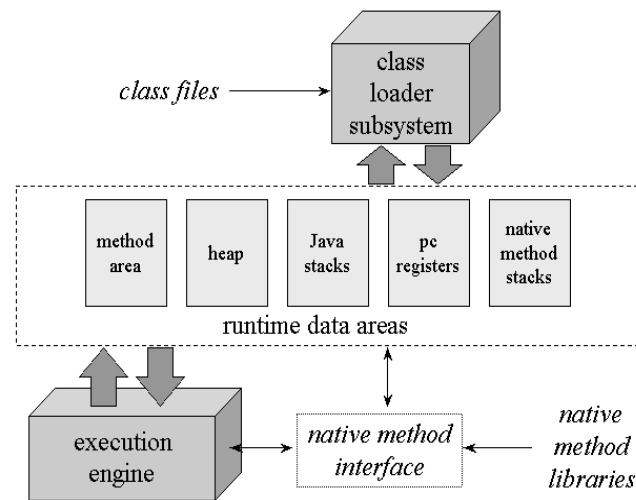 class
loader
subsystem
class files
method
area
heap
Java
stacks
pc
registers
native
method
stacks
runtime data areas
execution
engine
native method
interface
native
method
libraries